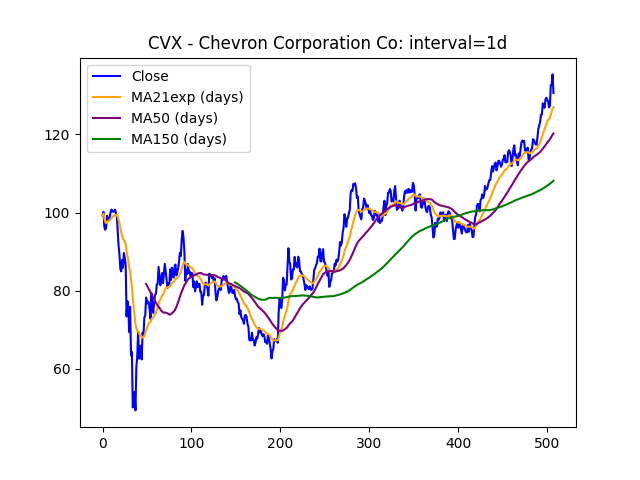 CVX - Chevron Corporation Co: interval=1d
Close
MA21exp (days)
MA50 (days)
MA150 (days)
120
100
80
60
0 100 200 300 400 500